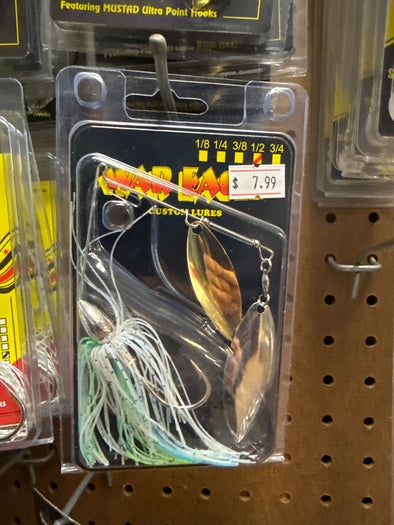 Featuring MUSTAD Ultra Point Hooks
1/8 1/4 3/8 1/2 3/4
WAR EAGLE
$ 7.99
CUSTOM LURES